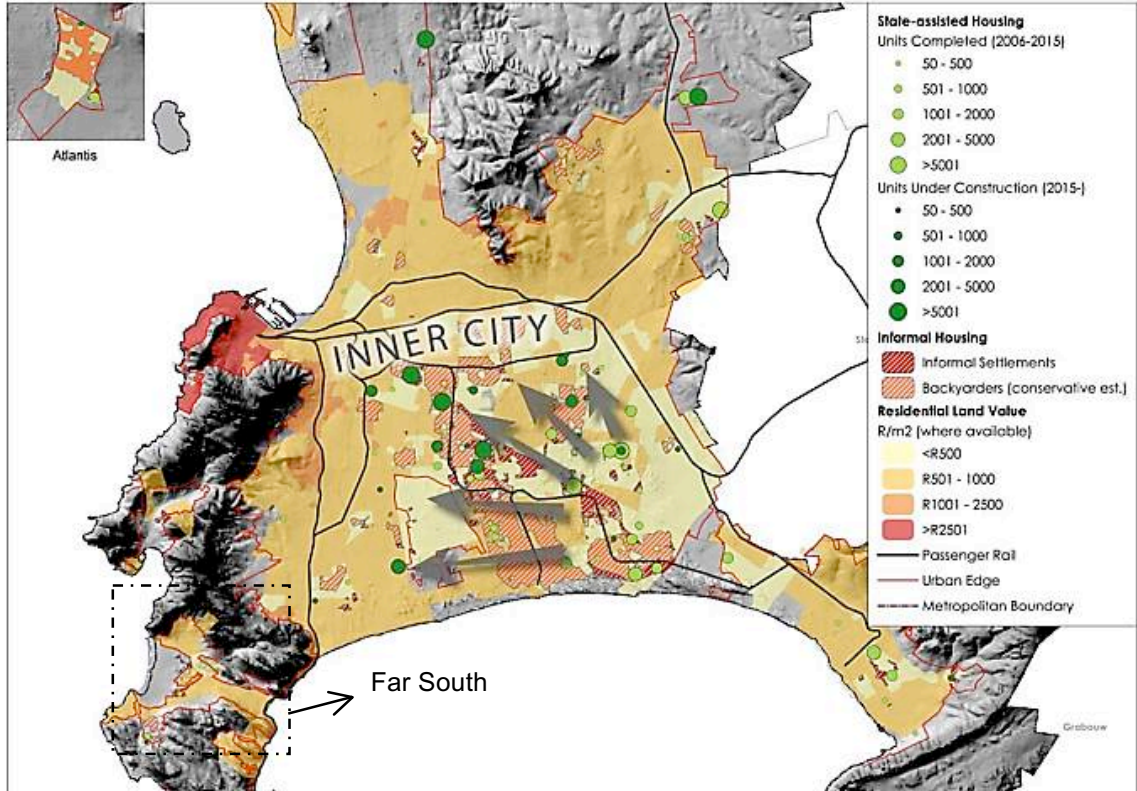 Atlantis
INNER CITY
Far South
Grabouw
State-assisted Housing
Units Completed (2006-2015)
50 - 500
501 - 1000
1001 - 2000
2001 - 5000
>5001
Units Under Construction (2015-)
50 - 500
501 - 1000
1001 - 2000
2001 - 5000
>5001
Informal Housing
Informal Settlements
Backyarders (conservative est.)
Residential Land Value
R/m2 (where available)
<R500
R501 - 1000
R1001 - 2500
>R2501
Passenger Rail
Urban Edge
Metropolitan Boundary